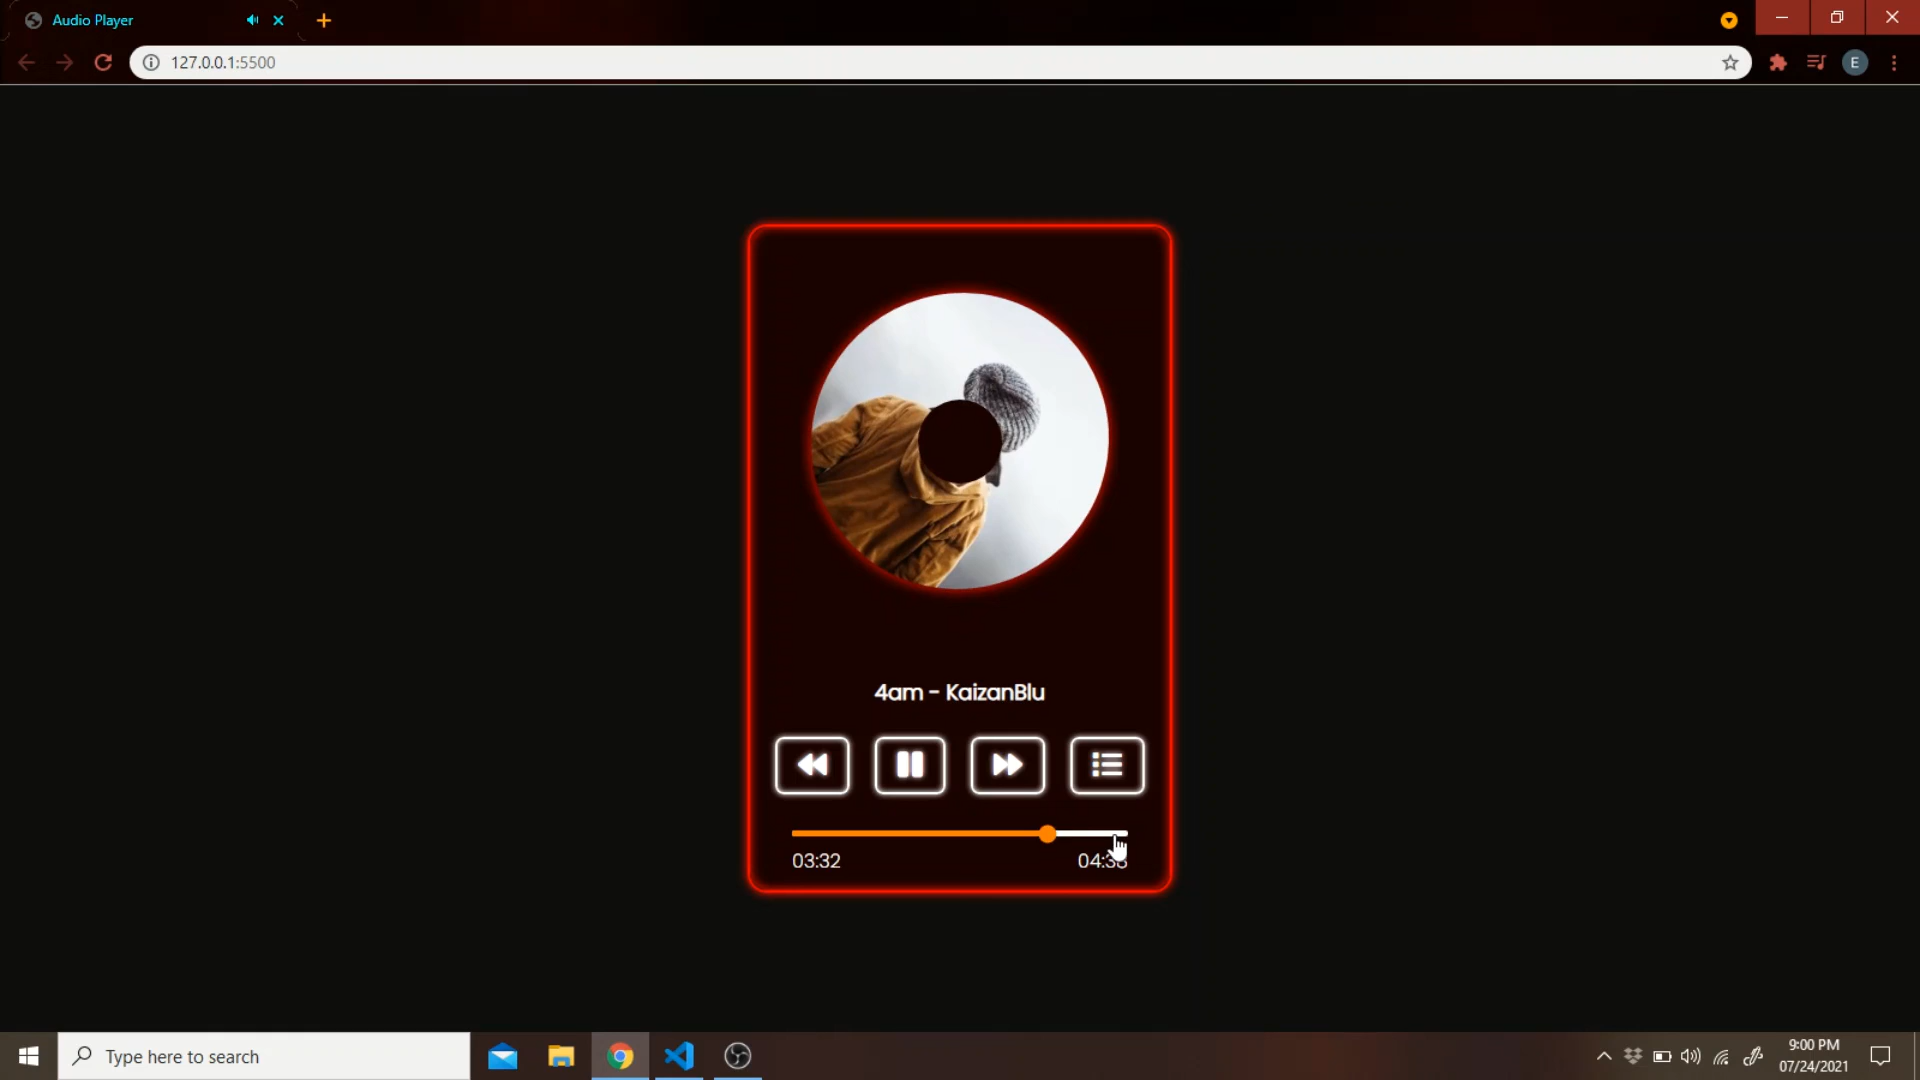 Audio Player
127.0.0.1:5500
E
4am - KaizanBlu
03:32
Type here to search
9:00 PM
07/24/2021